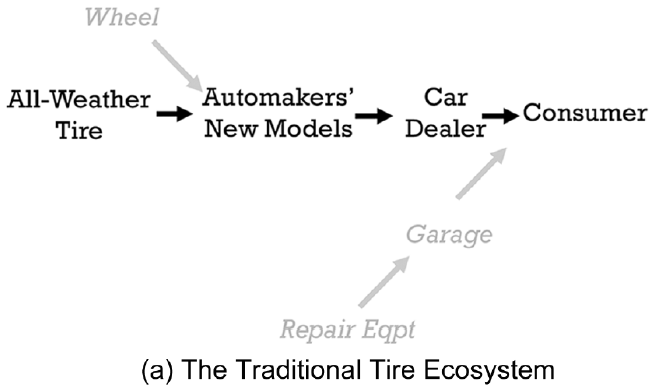 Wheel
All-Weather
Tire
Automakers'
New Models
Car
Dealer
Consumer
Garage
Repair Eqpt
(a) The Traditional Tire Ecosystem